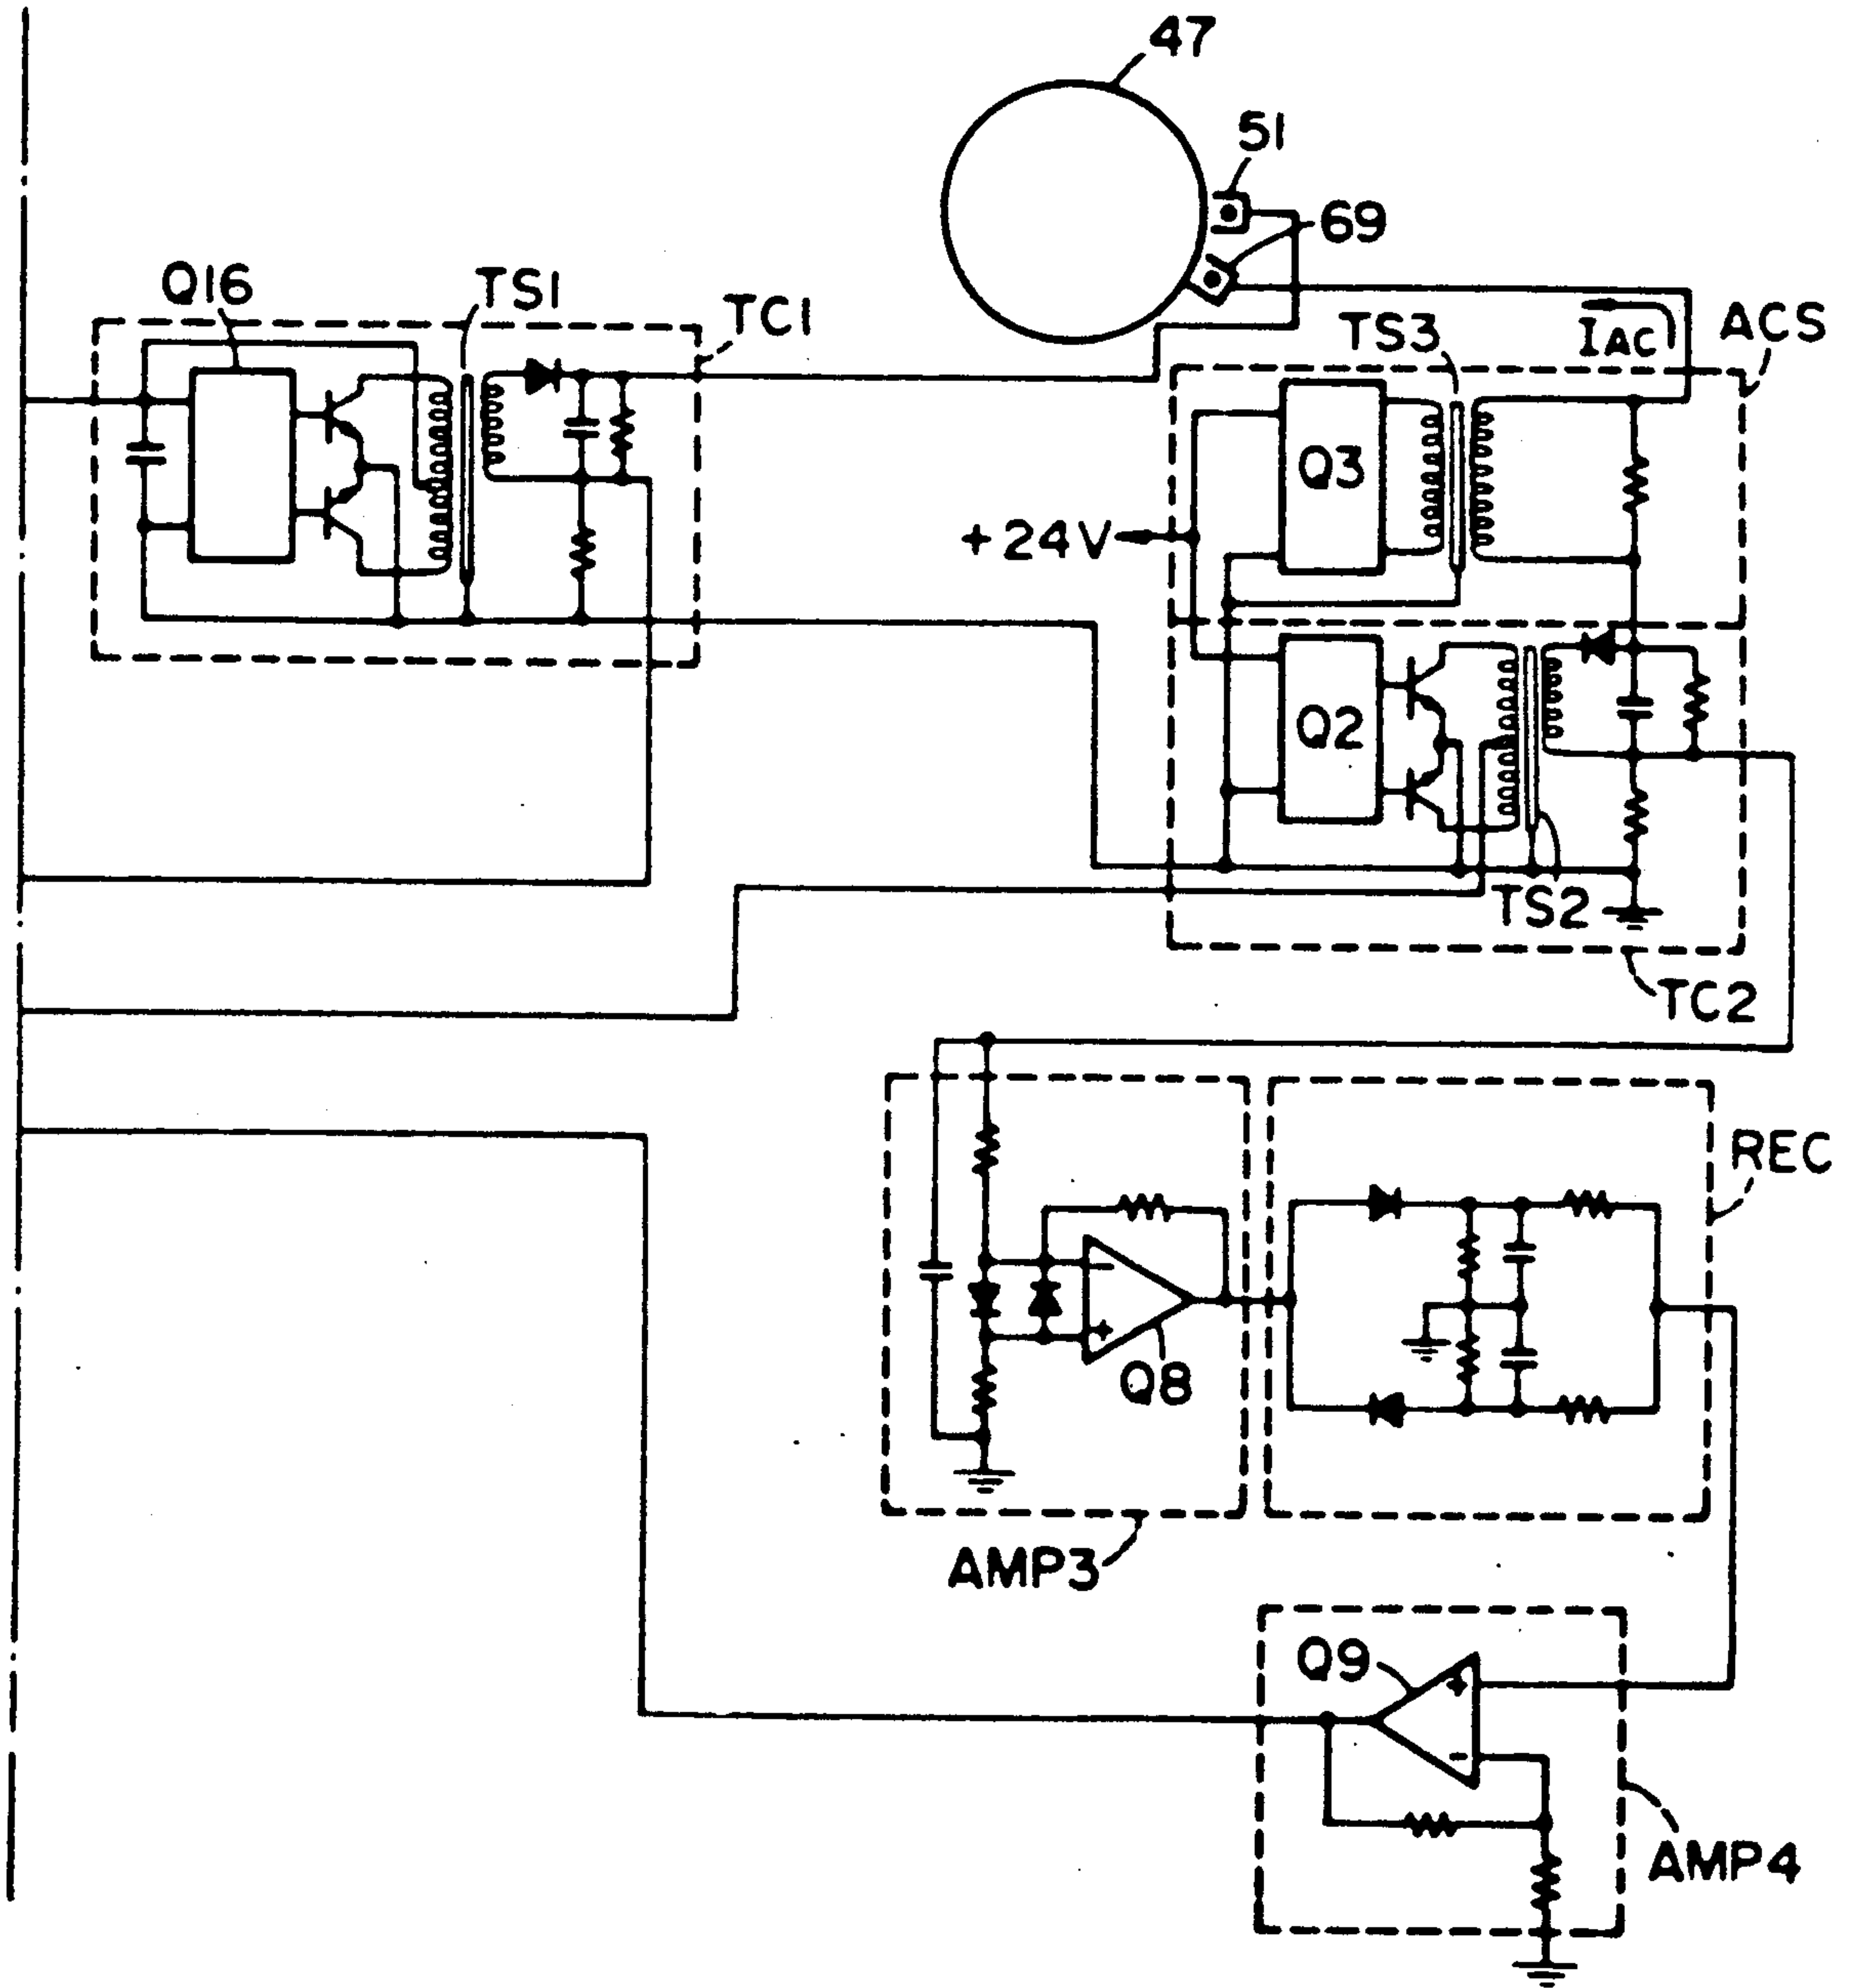 47
51
69
Q16
TS1
TC1
TS3
IAC
ACS
Q3
+24V
Q2
TS2
TC2
REC
−
+
Q8
AMP3
Q9
+
−
AMP4